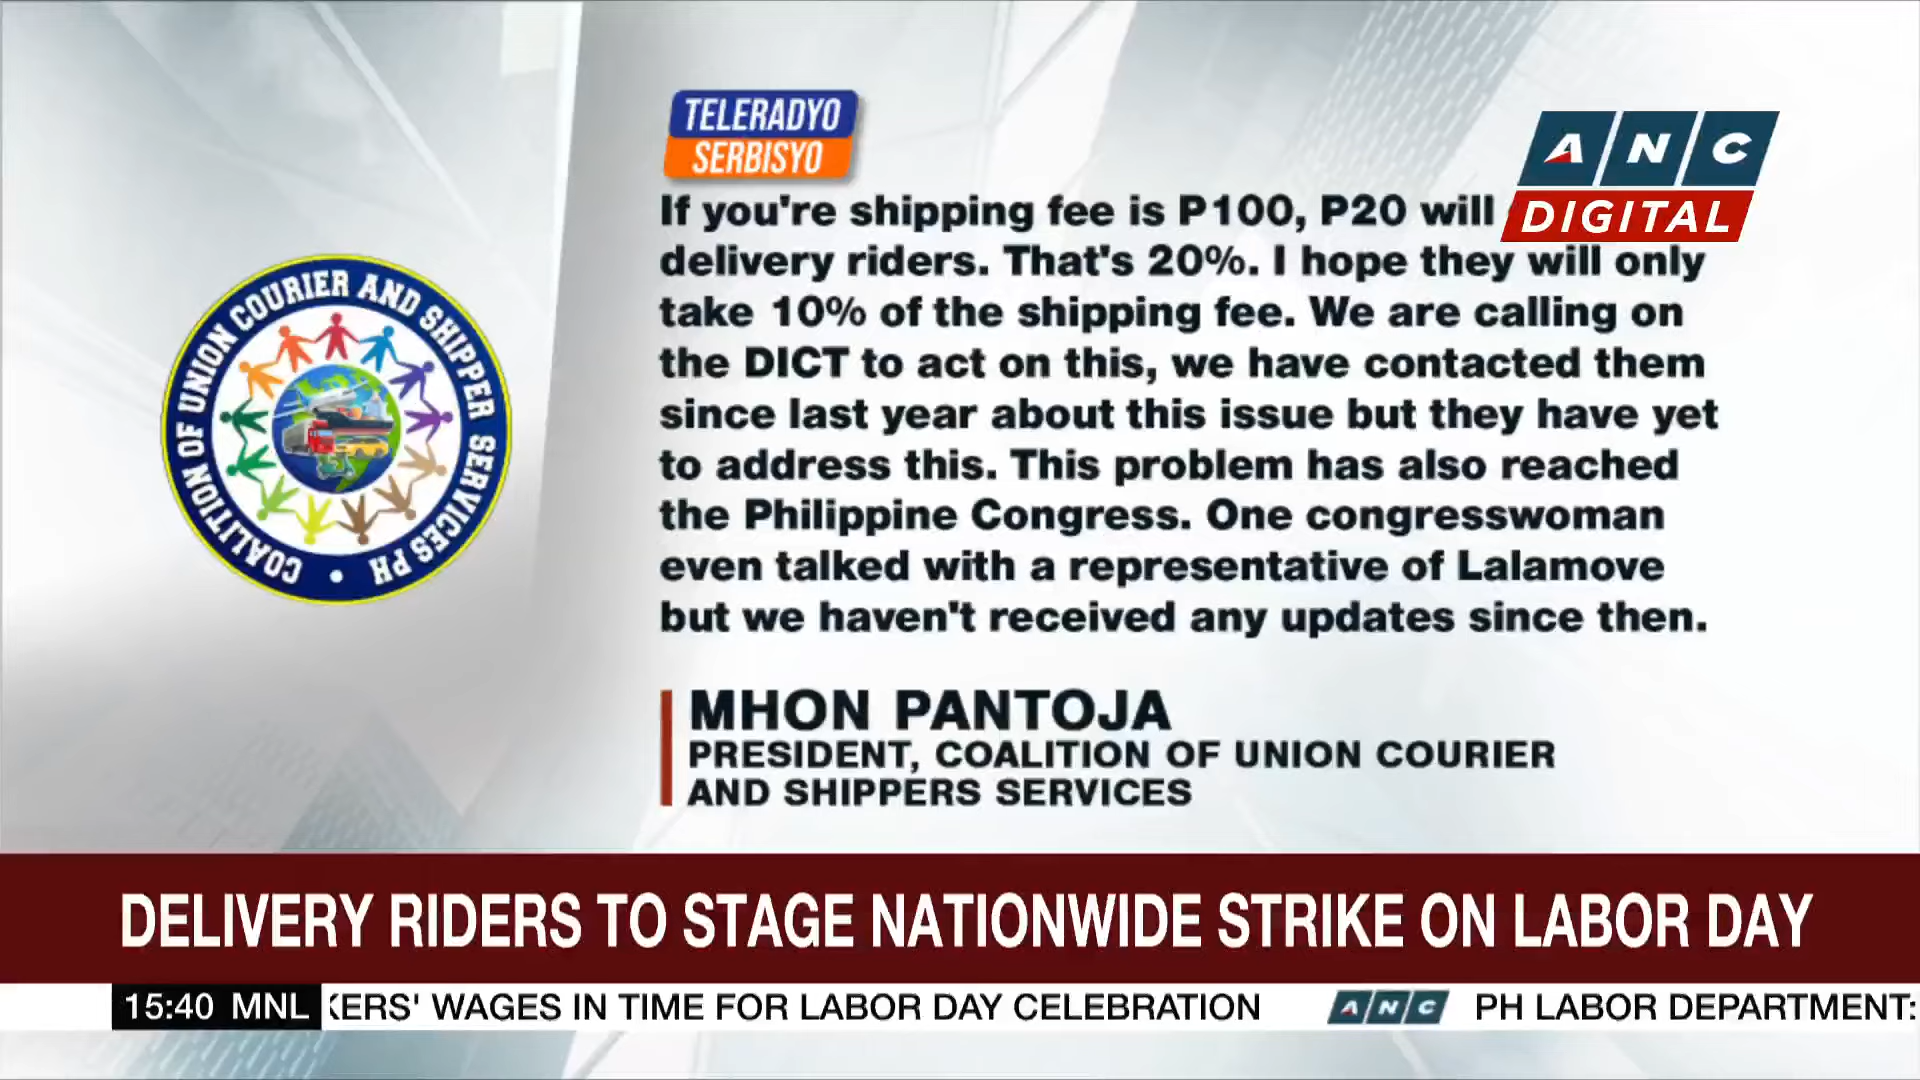 TELERADYO
SERBISYO
ANC
DIGITAL
If you're shipping fee is P100, P20 will
delivery riders. That's 20%. I hope they will only
take 10% of the shipping fee. We are calling on
the DICT to act on this, we have contacted them
since last year about this issue but they have yet
to address this. This problem has also reached
the Philippine Congress. One congresswoman
even talked with a representative of Lalamove
but we haven't received any updates since then.
COALITION OF UNION COURIER AND SHIPPER SERVICES PH
MHON PANTOJA
PRESIDENT, COALITION OF UNION COURIER
AND SHIPPERS SERVICES
DELIVERY RIDERS TO STAGE NATIONWIDE STRIKE ON LABOR DAY
15:40 MNL KERS' WAGES IN TIME FOR LABOR DAY CELEBRATION ANC PH LABOR DEPARTMENT: